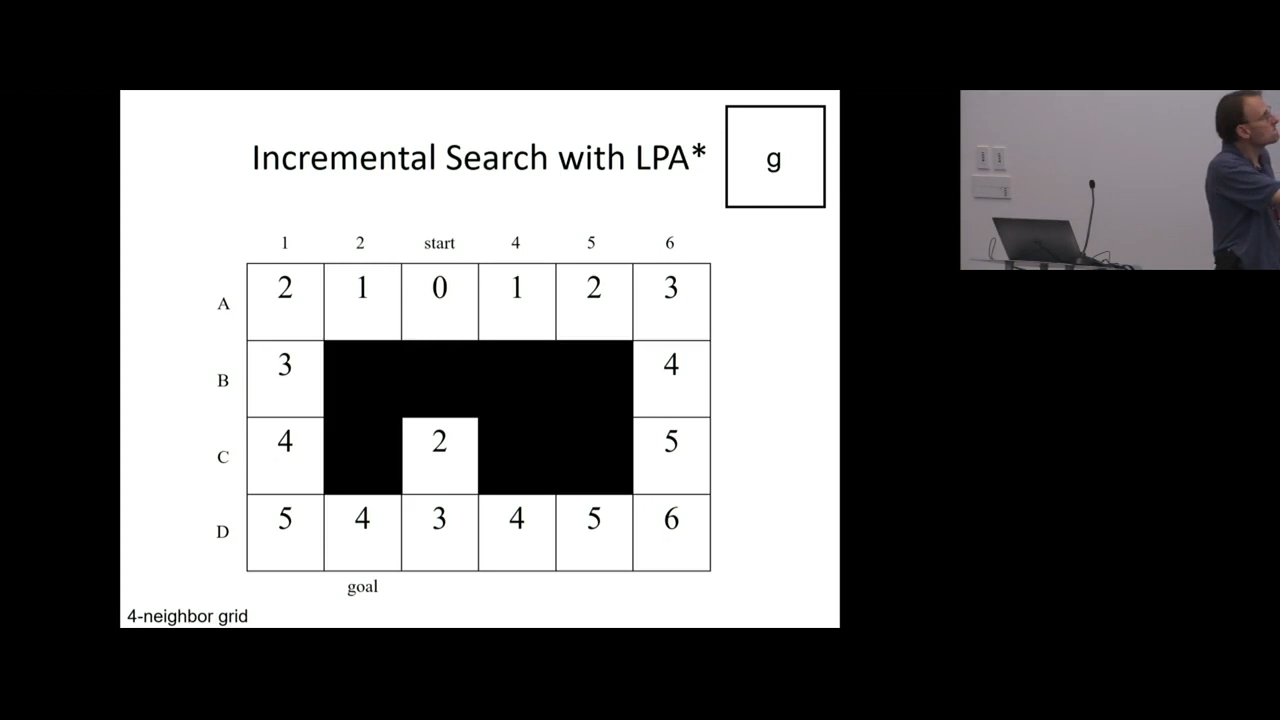 Incremental Search with LPA*
g
1 2 start 4 5 6
A 2 1 0 1 2 3
B 3 4
C 4 2 5
D 5 4 3 4 5 6
goal
4-neighbor grid